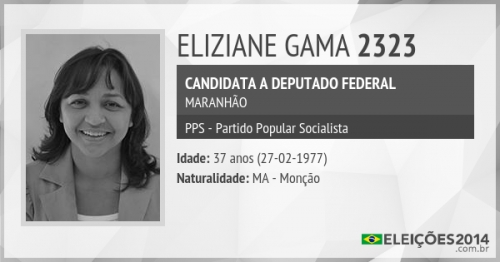 ELIZIANE GAMA 2323
CANDIDATA A DEPUTADO FEDERAL
MARANHÃO
PPS - Partido Popular Socialista
Idade: 37 anos (27-02-1977)
Naturalidade: MA - Monção
ELEIÇÕES2014
.com.br